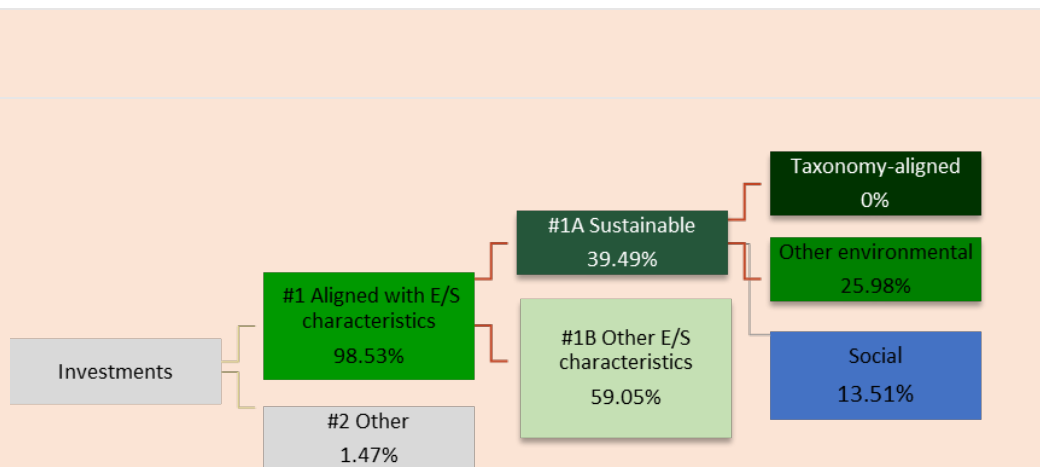 Investments
#1 Aligned with E/S
characteristics
98.53%
#2 Other
1.47%
#1A Sustainable
39.49%
#1B Other E/S
characteristics
59.05%
Taxonomy-aligned
0%
Other environmental
25.98%
Social
13.51%